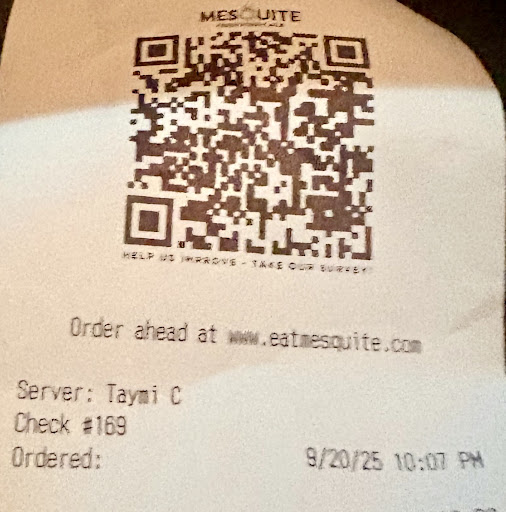 MESQUITE
HELP US IMPROVE - TAKE OUR SURVEY!
Order ahead at www.eatmesquite.com
Server: Taymi C
Check #169
Ordered: 9/20/25 10:07 PM